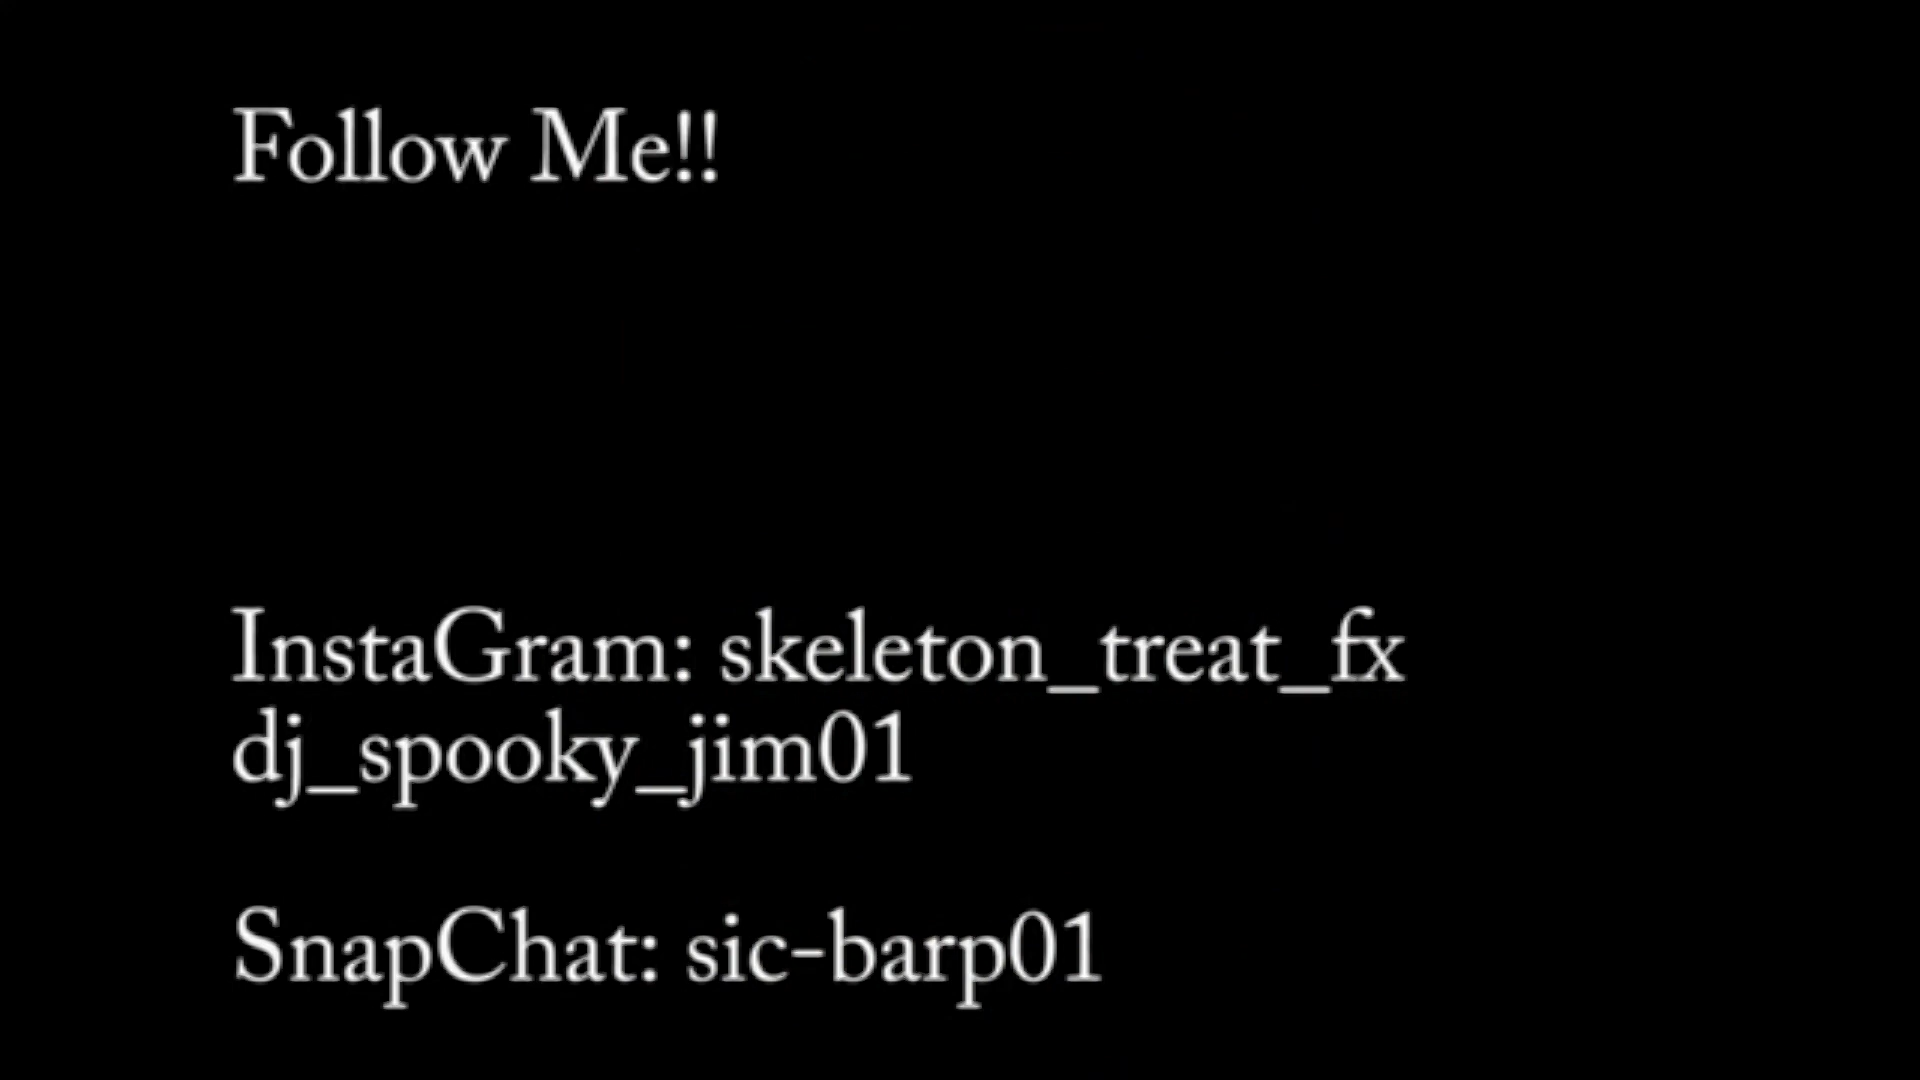 Follow Me!!
InstaGram: skeleton_treat_fx
dj_spooky_jim01
SnapChat: sic-barp01